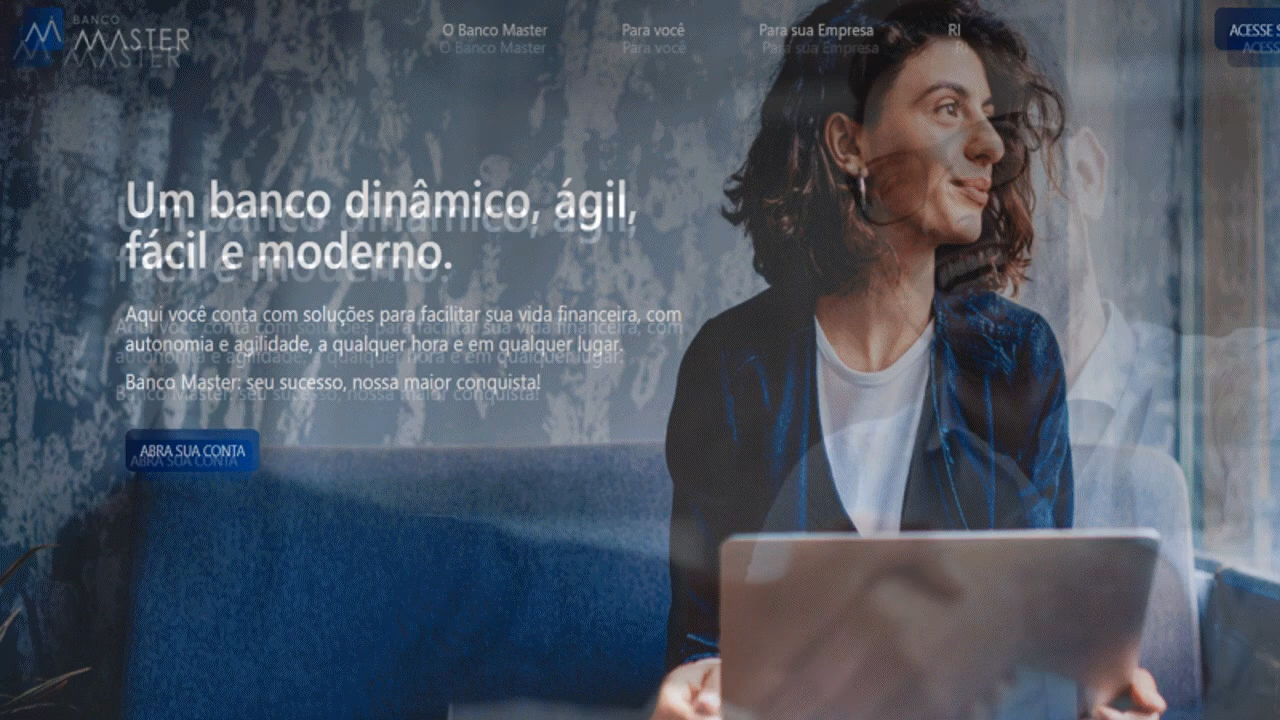 BANCO
MASTER
O Banco Master
Para você
Para sua Empresa
RI
ACESSE S
Um banco dinâmico, ágil,
fácil e moderno.
Aqui você conta com soluções para facilitar sua vida financeira, com
autonomia e agilidade, a qualquer hora e em qualquer lugar.
Banco Master: seu sucesso, nossa maior conquista!
ABRA SUA CONTA